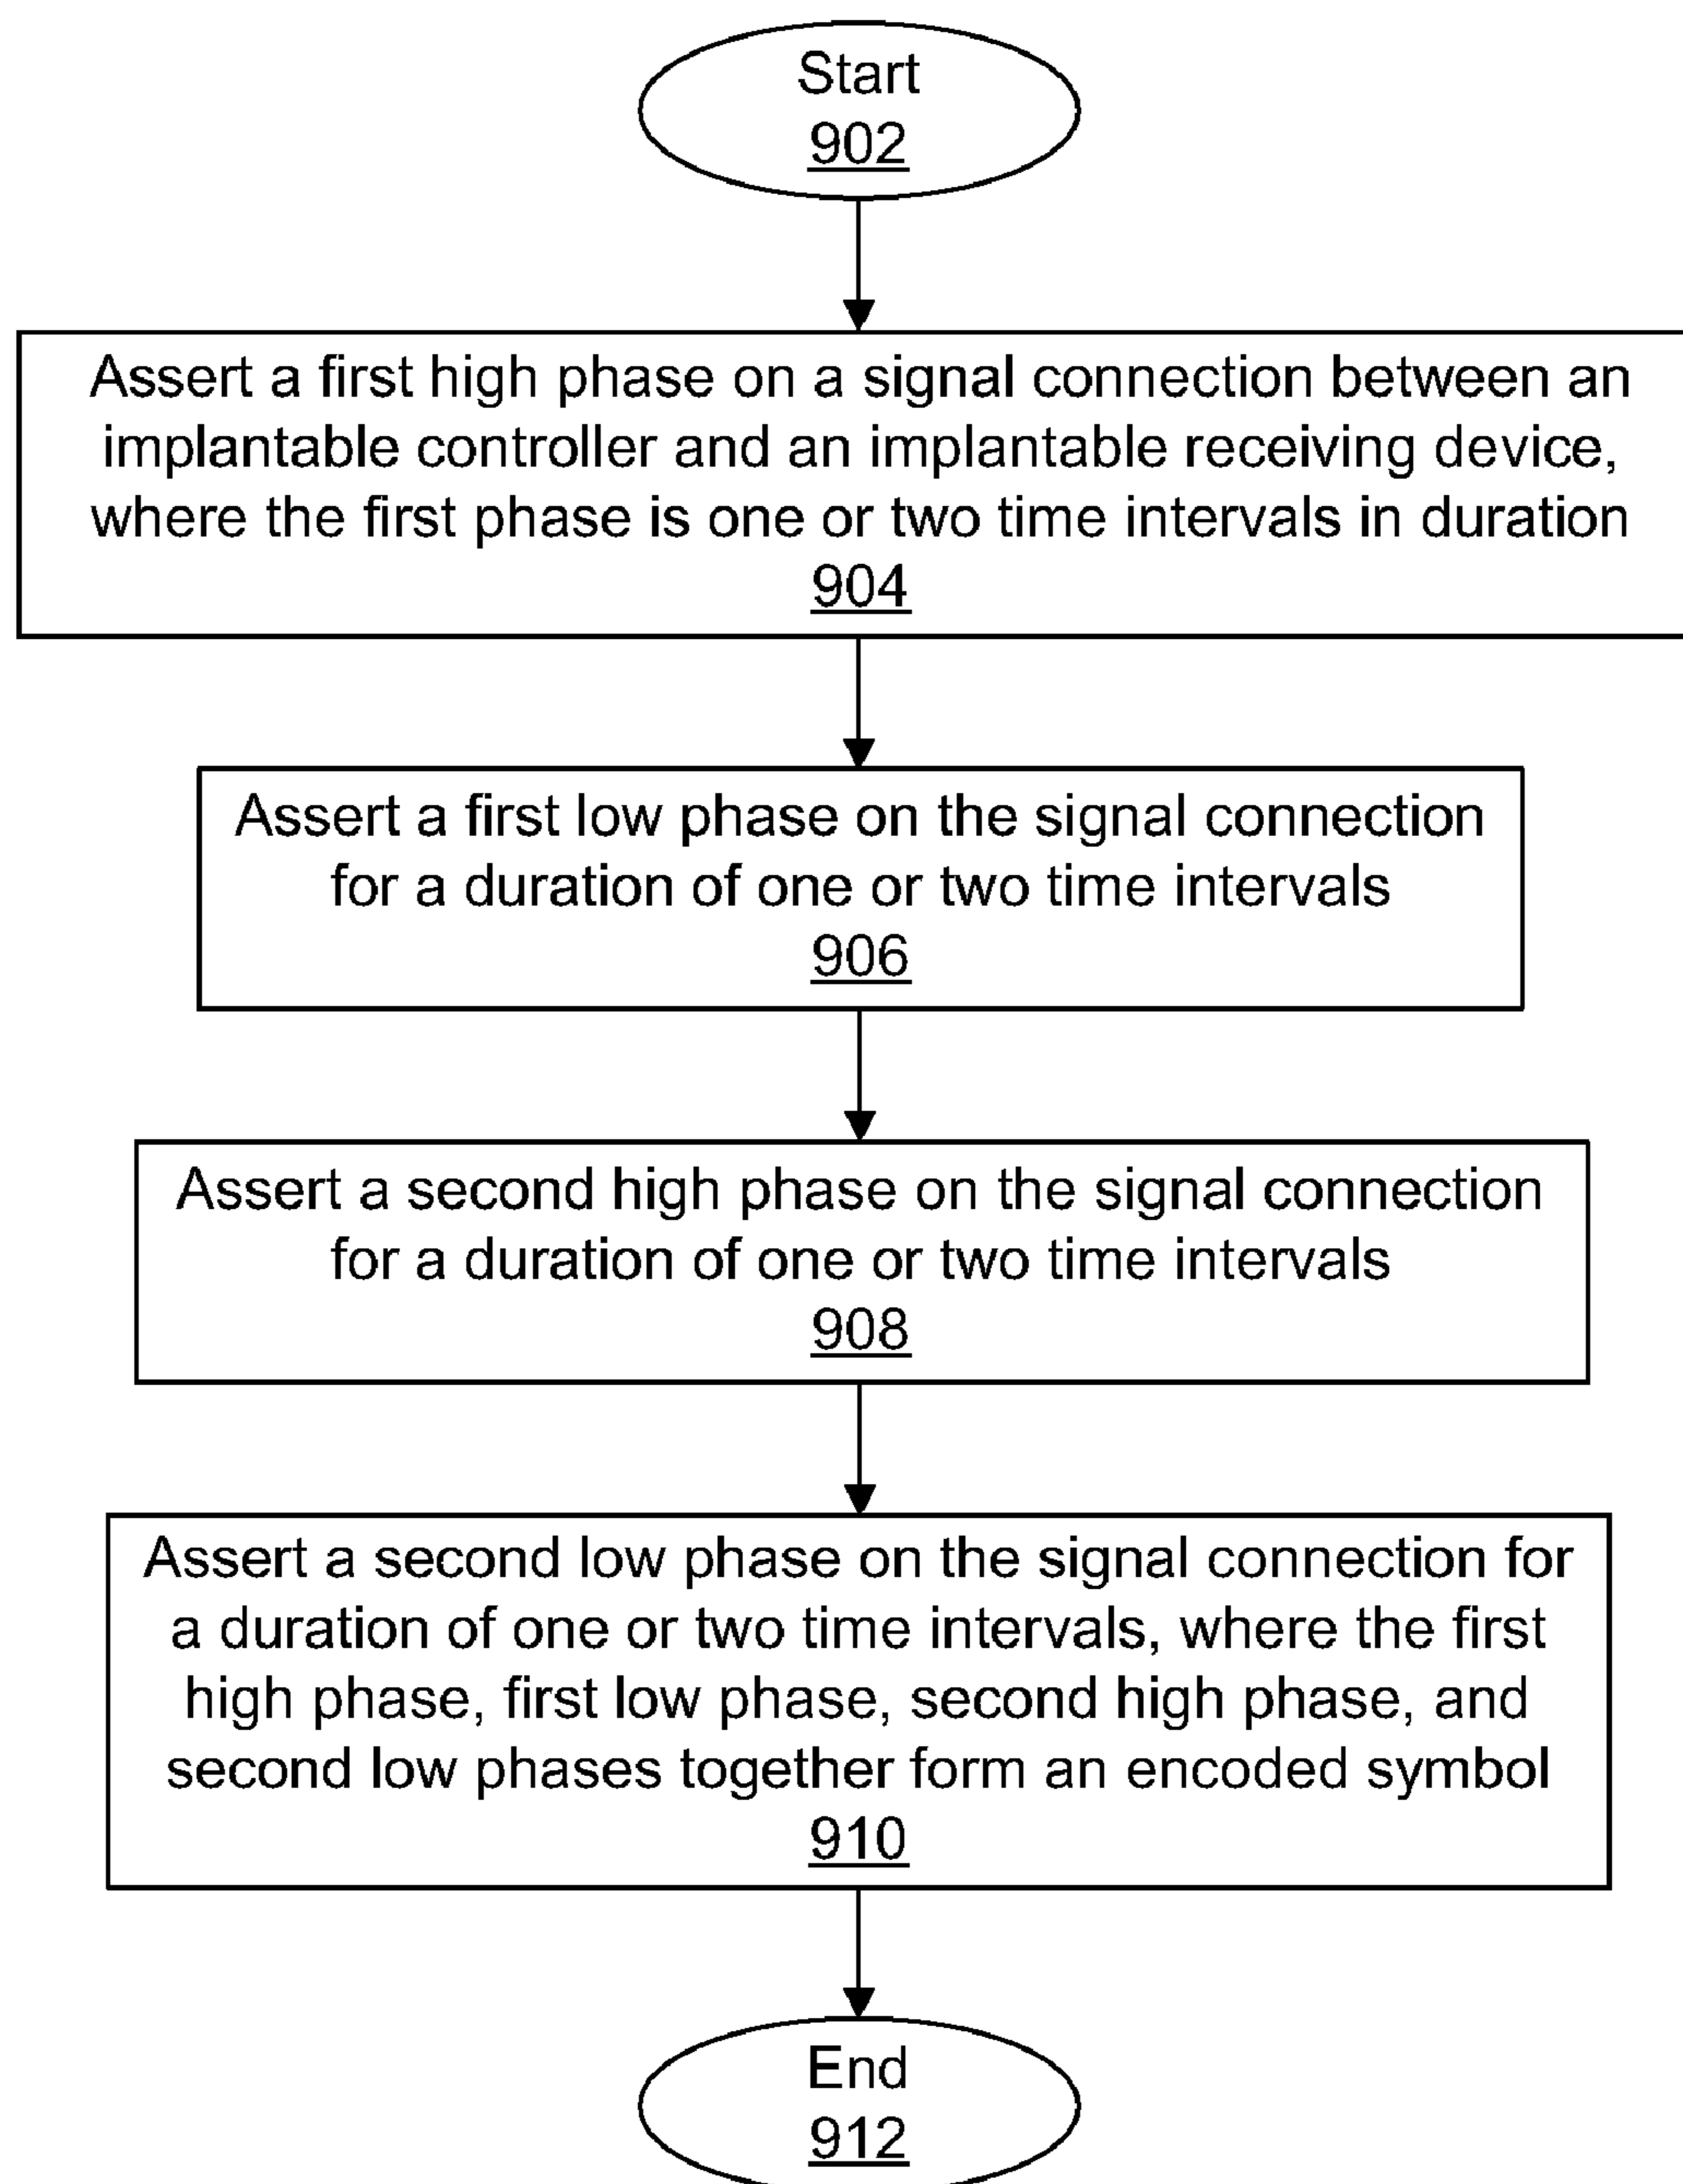 Start
902
Assert a first high phase on a signal connection between an
implantable controller and an implantable receiving device,
where the first phase is one or two time intervals in duration
904
Assert a first low phase on the signal connection
for a duration of one or two time intervals
906
Assert a second high phase on the signal connection
for a duration of one or two time intervals
908
Assert a second low phase on the signal connection for
a duration of one or two time intervals, where the first
high phase, first low phase, second high phase, and
second low phases together form an encoded symbol
910
End
912